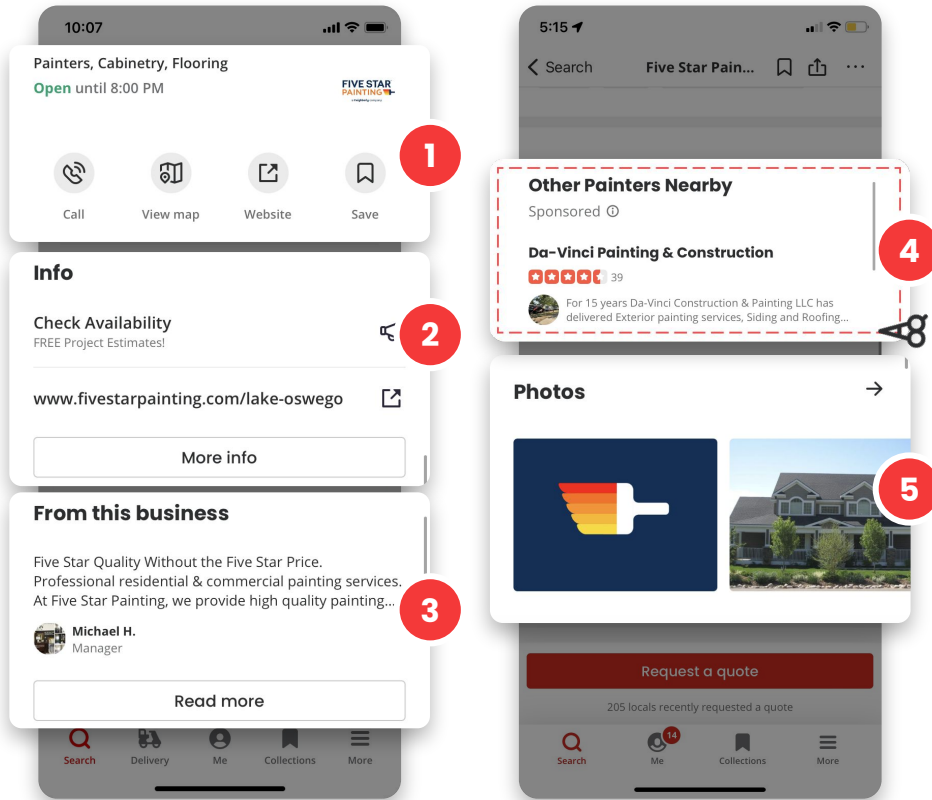 10:07
Painters, Cabinetry, Flooring
Open until 8:00 PM
FIVE STAR
PAINTING
1
Call
View map
Website
Save
Info
Check Availability
FREE Project Estimates!
2
www.fivestarpainting.com/lake-oswego
More info
From this business
Five Star Quality Without the Five Star Price.
Professional residential & commercial painting services.
At Five Star Painting, we provide high quality painting...
3
Michael H.
Manager
Read more
Search
Delivery
Me
Collections
More
5:15
Search
Five Star Pain...
Other Painters Nearby
Sponsored
4
Da-Vinci Painting & Construction
39
For 15 years Da-Vinci Construction & Painting LLC has
delivered Exterior painting services, Siding and Roofing...
Photos
5
Request a quote
205 locals recently requested a quote
14
Search
Me
Collections
More